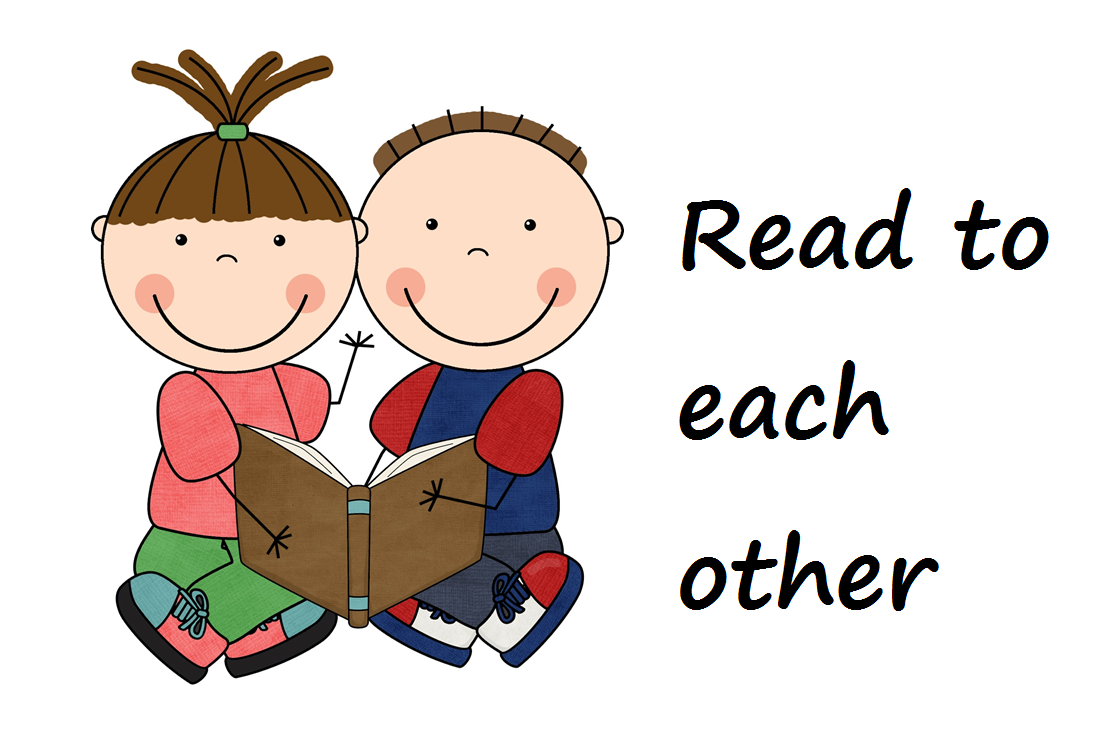 Read to
each
other